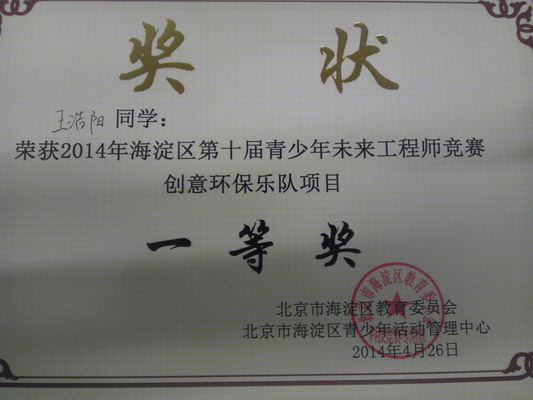 奖 状
王浩阳 同学：
荣获2014年海淀区第十届青少年未来工程师竞赛
创意环保乐队项目
一 等 奖
北京市海淀区教育委员会
北京市海淀区青少年活动管理中心
2014年4月26日